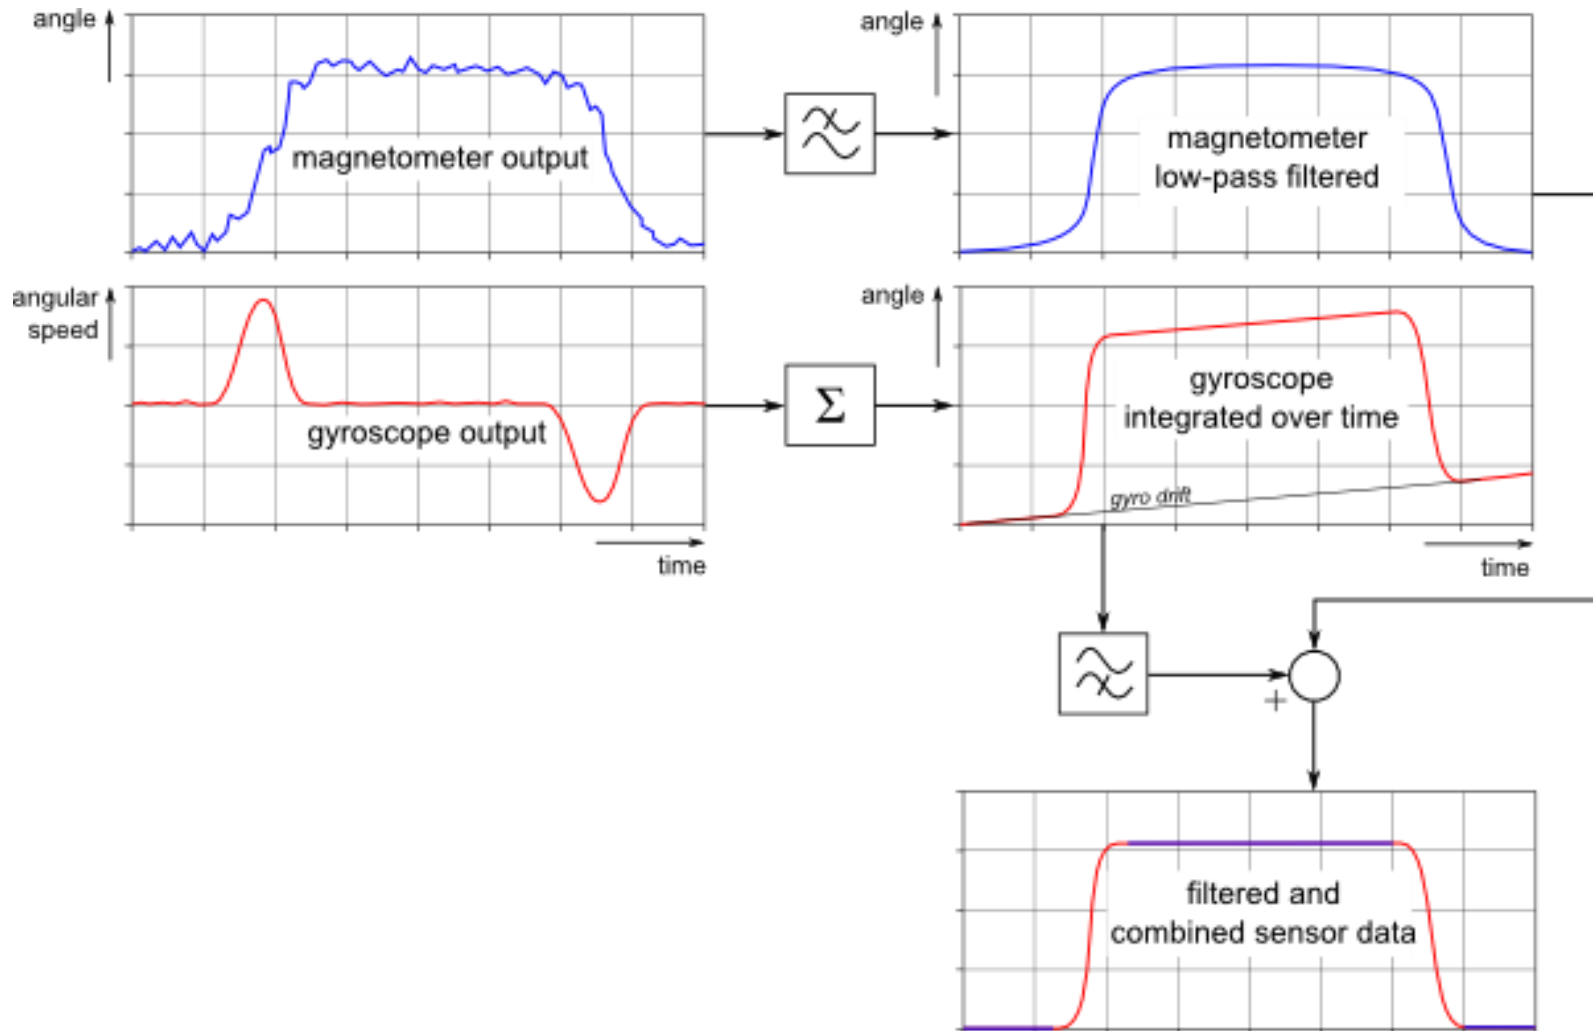 angle
magnetometer output
angle
magnetometer
low-pass filtered
angular
speed
gyroscope output
time
Σ
angle
gyroscope
integrated over time
gyro drift
time
+
filtered and
combined sensor data